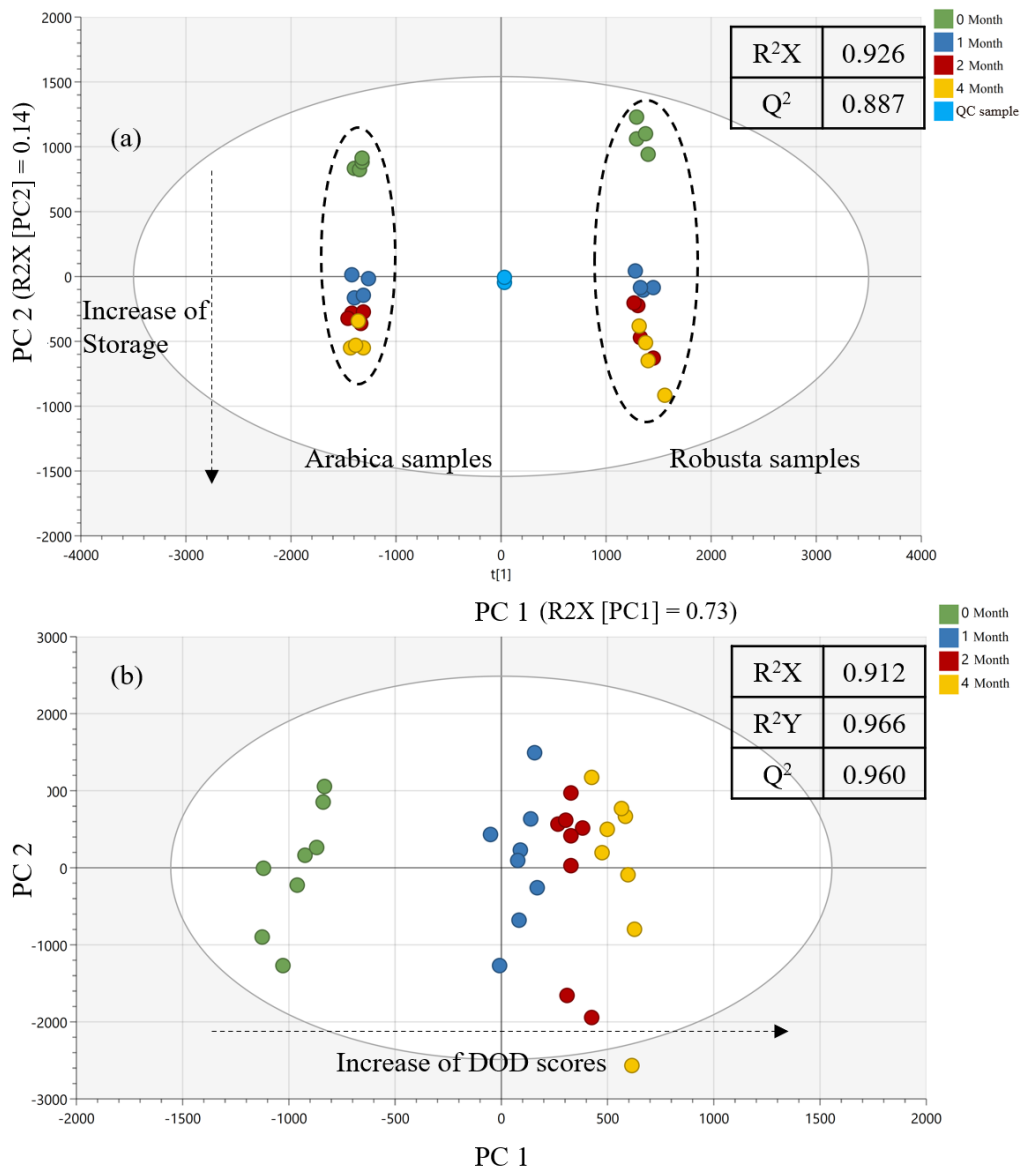 (a)
PC 2 (R2X [PC2] = 0.14)
2000
1500
1000
500
0
-500
-1000
-1500
-2000
R²X 0.926
Q² 0.887
0 Month
1 Month
2 Month
4 Month
QC sample
Increase of
Storage
Arabica samples
Robusta samples
-4000 -3000 -2000 -1000 0 1000 2000 3000 4000
t[1]
PC 1 (R2X [PC1] = 0.73)
(b)
PC 2
3000
2000
000
0
-1000
-2000
-3000
R²X 0.912
R²Y 0.966
Q² 0.960
0 Month
1 Month
2 Month
4 Month
Increase of DOD scores
-2000 -1500 -1000 -500 0 500 1000 1500 2000
PC 1